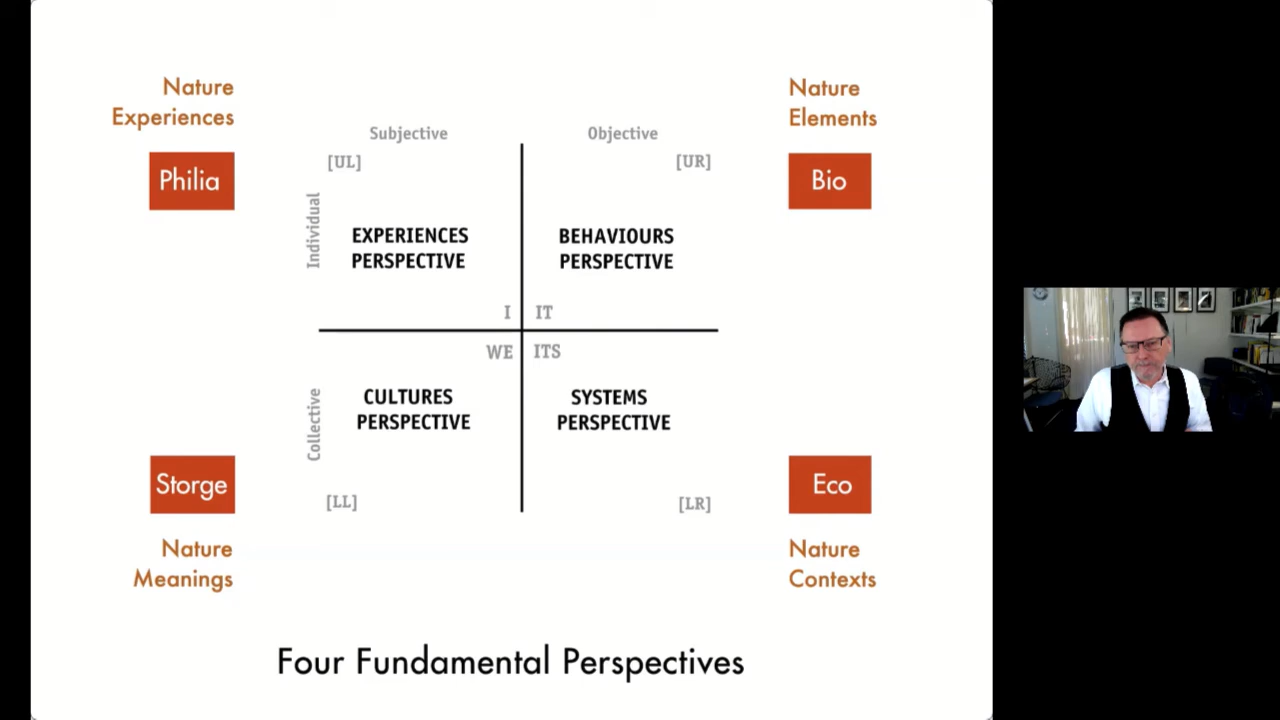 Nature
Experiences
Nature
Elements
Subjective
Objective
[UL]
[UR]
Philia
Bio
Individual
EXPERIENCES
PERSPECTIVE
BEHAVIOURS
PERSPECTIVE
I
IT
WE
ITS
Collective
CULTURES
PERSPECTIVE
SYSTEMS
PERSPECTIVE
Storge
Eco
[LL]
[LR]
Nature
Meanings
Nature
Contexts
Four Fundamental Perspectives